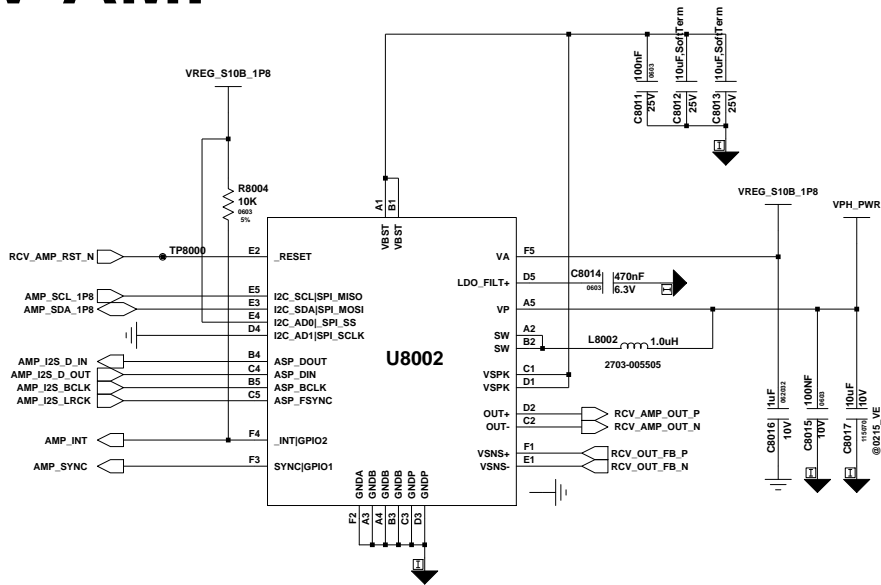 VREG_S10B_1P8
R8004
10K
0603
5%
100nF
0603
C8011
25V
10uF,SoftTerm
C8012
25V
10uF,SoftTerm
C8013
25V
I
VREG_S10B_1P8
VPH_PWR
A1
B1
VBST
VBST
RCV_AMP_RST_N
TP8000
E2
_RESET
AMP_SCL_1P8
E5
I2C_SCL|SPI_MISO
AMP_SDA_1P8
E3
I2C_SDA|SPI_MOSI
E4
I2C_AD0|_SPI_SS
D4
I2C_AD1|SPI_SCLK
AMP_I2S_D_IN
B4
ASP_DOUT
AMP_I2S_D_OUT
C4
ASP_DIN
AMP_I2S_BCLK
B5
ASP_BCLK
AMP_I2S_LRCK
C5
ASP_FSYNC
AMP_INT
F4
_INT|GPIO2
AMP_SYNC
F3
SYNC|GPIO1
U8002
VA
F5
LDO_FILT+
D5
C8014
470nF
0603
6.3V
I
VP
A5
SW
A2
SW
B2
L8002
1.0uH
2703-005505
VSPK
C1
VSPK
D1
OUT+
D2
RCV_AMP_OUT_P
OUT-
C2
RCV_AMP_OUT_N
VSNS+
F1
RCV_OUT_FB_P
VSNS-
E1
RCV_OUT_FB_N
1uF
062032
C8016
10V
100NF
0603
C8015
10V
I
10uF
10V
C8017
115070
@0215_VE
I
GNDA
GNDB
GNDB
GNDB
GNDP
GNDP
F2
A3
A4
B3
C3
D3
I